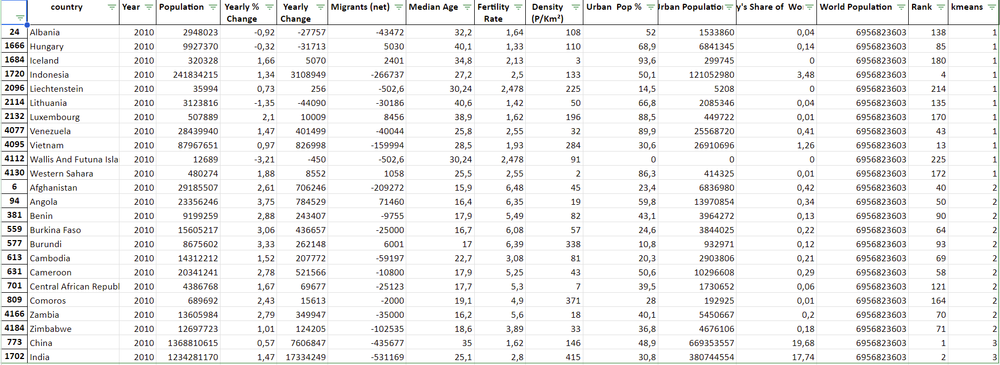 country Year Population Yearly % Change Yearly Change Migrants (net) Median Age Fertility Rate Density (P/Km²) Urban Pop % Urban Population y's Share of Wo World Population Rank kmeans
24 Albania 2010 2948023 -0,92 -27757 -43472 32,2 1,64 108 52 1533860 0,04 6956823603 138 1
1666 Hungary 2010 9927370 -0,32 -31713 5030 40,1 1,33 110 68,9 6841345 0,14 6956823603 85 1
1684 Iceland 2010 320328 1,66 5070 2401 34,8 2,13 3 93,6 299745 0 6956823603 180 1
1720 Indonesia 2010 241834215 1,34 3108949 -266737 27,2 2,5 133 50,1 121052980 3,48 6956823603 4 1
2096 Liechtenstein 2010 35994 0,73 256 -502,6 30,24 2,478 225 14,5 5208 0 6956823603 214 1
2114 Lithuania 2010 3123816 -1,35 -44090 -30186 40,6 1,42 50 66,8 2085346 0,04 6956823603 135 1
2132 Luxembourg 2010 507889 2,1 10009 8456 38,9 1,62 196 88,5 449722 0,01 6956823603 170 1
4077 Venezuela 2010 28439940 1,47 401499 -40044 25,8 2,55 32 89,9 25568720 0,41 6956823603 43 1
4095 Vietnam 2010 87967651 0,97 826998 -159994 28,5 1,93 284 30,6 26910696 1,26 6956823603 13 1
4112 Wallis And Futuna Isla 2010 12689 -3,21 -450 -502,6 30,24 2,478 91 0 0 0 6956823603 225 1
4130 Western Sahara 2010 480274 1,88 8552 1058 25,5 2,55 2 86,3 414325 0,01 6956823603 172 1
6 Afghanistan 2010 29185507 2,61 706246 -209272 15,9 6,48 45 23,4 6836980 0,42 6956823603 40 2
94 Angola 2010 23356246 3,75 784529 71460 16,4 6,35 19 59,8 13970854 0,34 6956823603 50 2
381 Benin 2010 9199259 2,88 243407 -9755 17,9 5,49 82 43,1 3964272 0,13 6956823603 90 2
559 Burkina Faso 2010 15605217 3,06 436657 -25000 16,7 6,08 57 24,6 3844025 0,22 6956823603 64 2
577 Burundi 2010 8675602 3,33 262148 6001 17 6,39 338 10,8 932971 0,12 6956823603 93 2
613 Cambodia 2010 14312212 1,52 207772 -59197 22,7 3,08 81 20,3 2903806 0,21 6956823603 69 2
631 Cameroon 2010 20341241 2,78 521566 -10800 17,9 5,25 43 50,6 10296608 0,29 6956823603 58 2
701 Central African Republ 2010 4386768 1,67 69677 -25123 17,7 5,3 7 39,5 1730652 0,06 6956823603 121 2
809 Comoros 2010 689692 2,43 15613 -2000 19,1 4,9 371 28 192925 0,01 6956823603 164 2
4166 Zambia 2010 13605984 2,79 349947 -35000 16,2 5,6 18 40,1 5450667 0,2 6956823603 70 2
4184 Zimbabwe 2010 12697723 1,01 124205 -102535 18,6 3,89 33 36,8 4676106 0,18 6956823603 71 2
773 China 2010 1368810615 0,57 7606847 -435677 35 1,62 146 48,9 669353557 19,68 6956823603 1 3
1702 India 2010 1234281170 1,47 17334249 -531169 25,1 2,8 415 30,8 380744554 17,74 6956823603 2 3